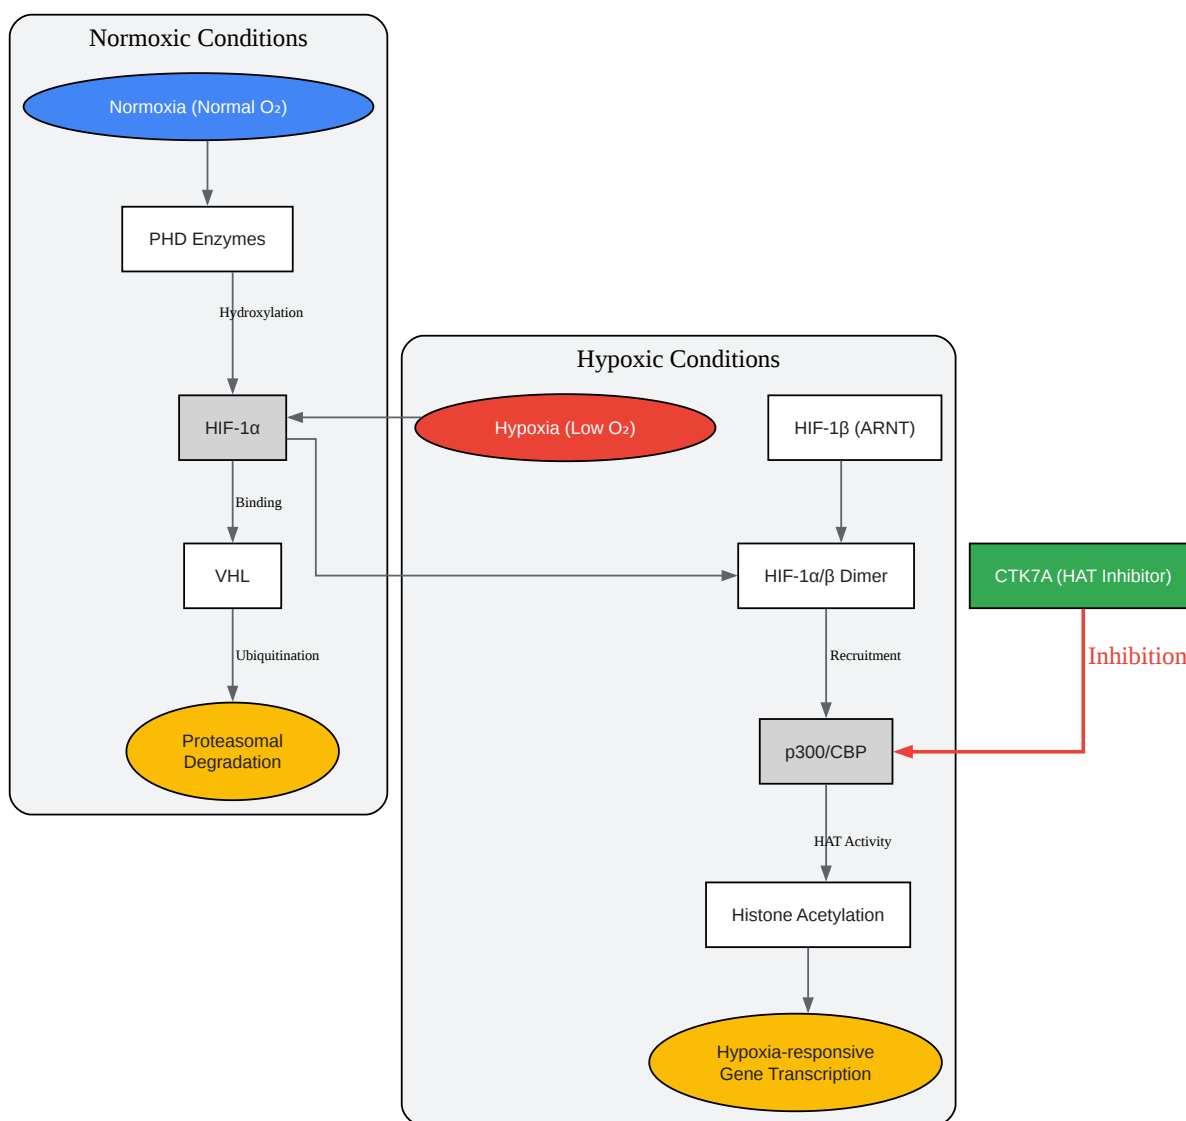 Normoxic Conditions
Normoxia (Normal O₂)
PHD Enzymes
Hydroxylation
HIF-1α
Binding
VHL
Ubiquitination
Proteasomal
Degradation
Hypoxic Conditions
Hypoxia (Low O₂)
HIF-1β (ARNT)
HIF-1α/β Dimer
Recruitment
p300/CBP
HAT Activity
Histone Acetylation
Hypoxia-responsive
Gene Transcription
CTK7A (HAT Inhibitor)
Inhibition